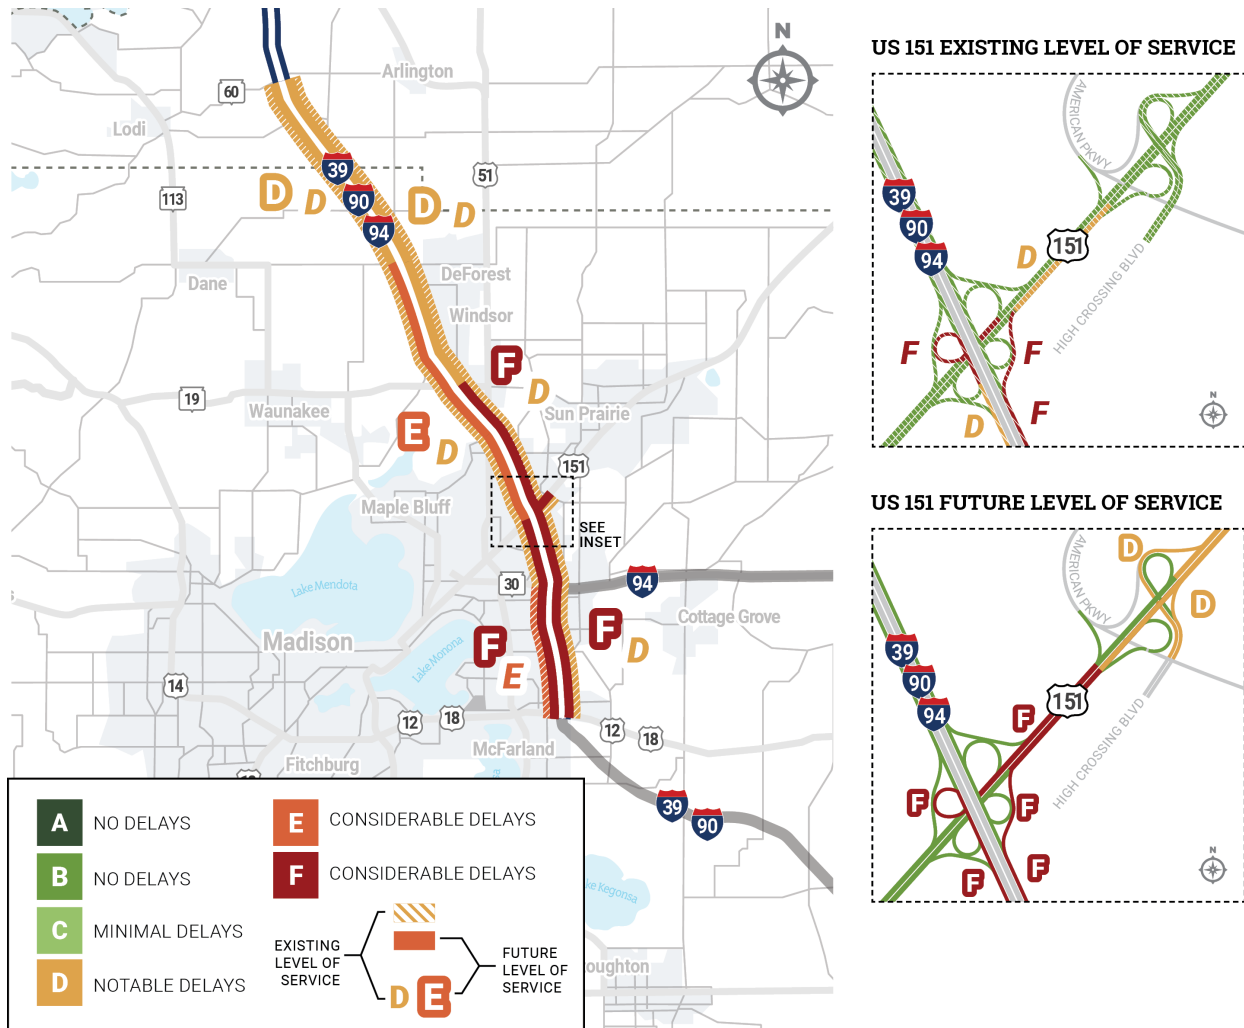 N
Arlington
60
Lodi
39
51
D
D
90
D
D
113
94
DeForest
Dane
Windsor
F
D
19
Waunakee
Sun Prairie
E
D
151
Maple Bluff
SEE
INSET
30
94
Lake Mendota
Cottage Grove
Madison
F
F
D
Lake Monona
E
14
12
18
12
18
McFarland
Fitchburg
39
90
A
NO DELAYS
B
NO DELAYS
C
MINIMAL DELAYS
D
NOTABLE DELAYS
E
CONSIDERABLE DELAYS
F
CONSIDERABLE DELAYS
EXISTING
LEVEL OF
SERVICE
D
E
FUTURE
LEVEL OF
SERVICE
ke Kegonsa
oughton
US 151 EXISTING LEVEL OF SERVICE
AMERICAN PKWY
39
90
94
151
D
HIGH CROSSING BLVD
F
F
F
D
N
US 151 FUTURE LEVEL OF SERVICE
AMERICAN PKWY
D
D
39
90
94
151
F
HIGH CROSSING BLVD
F
F
F
F
N